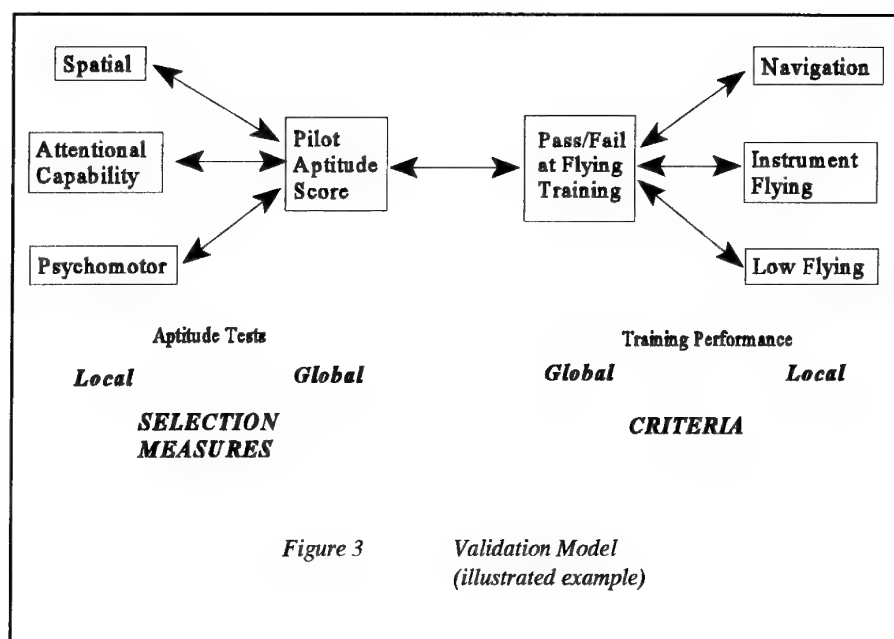 Spatial
Attentional
Capability
Psychomotor
Pilot
Aptitude
Score
Pass/Fail
at Flying
Training
Navigation
Instrument
Flying
Low Flying
Aptitude Tests
Local Global
SELECTION
MEASURES
Training Performance
Global Local
CRITERIA
Figure 3 Validation Model
(illustrated example)